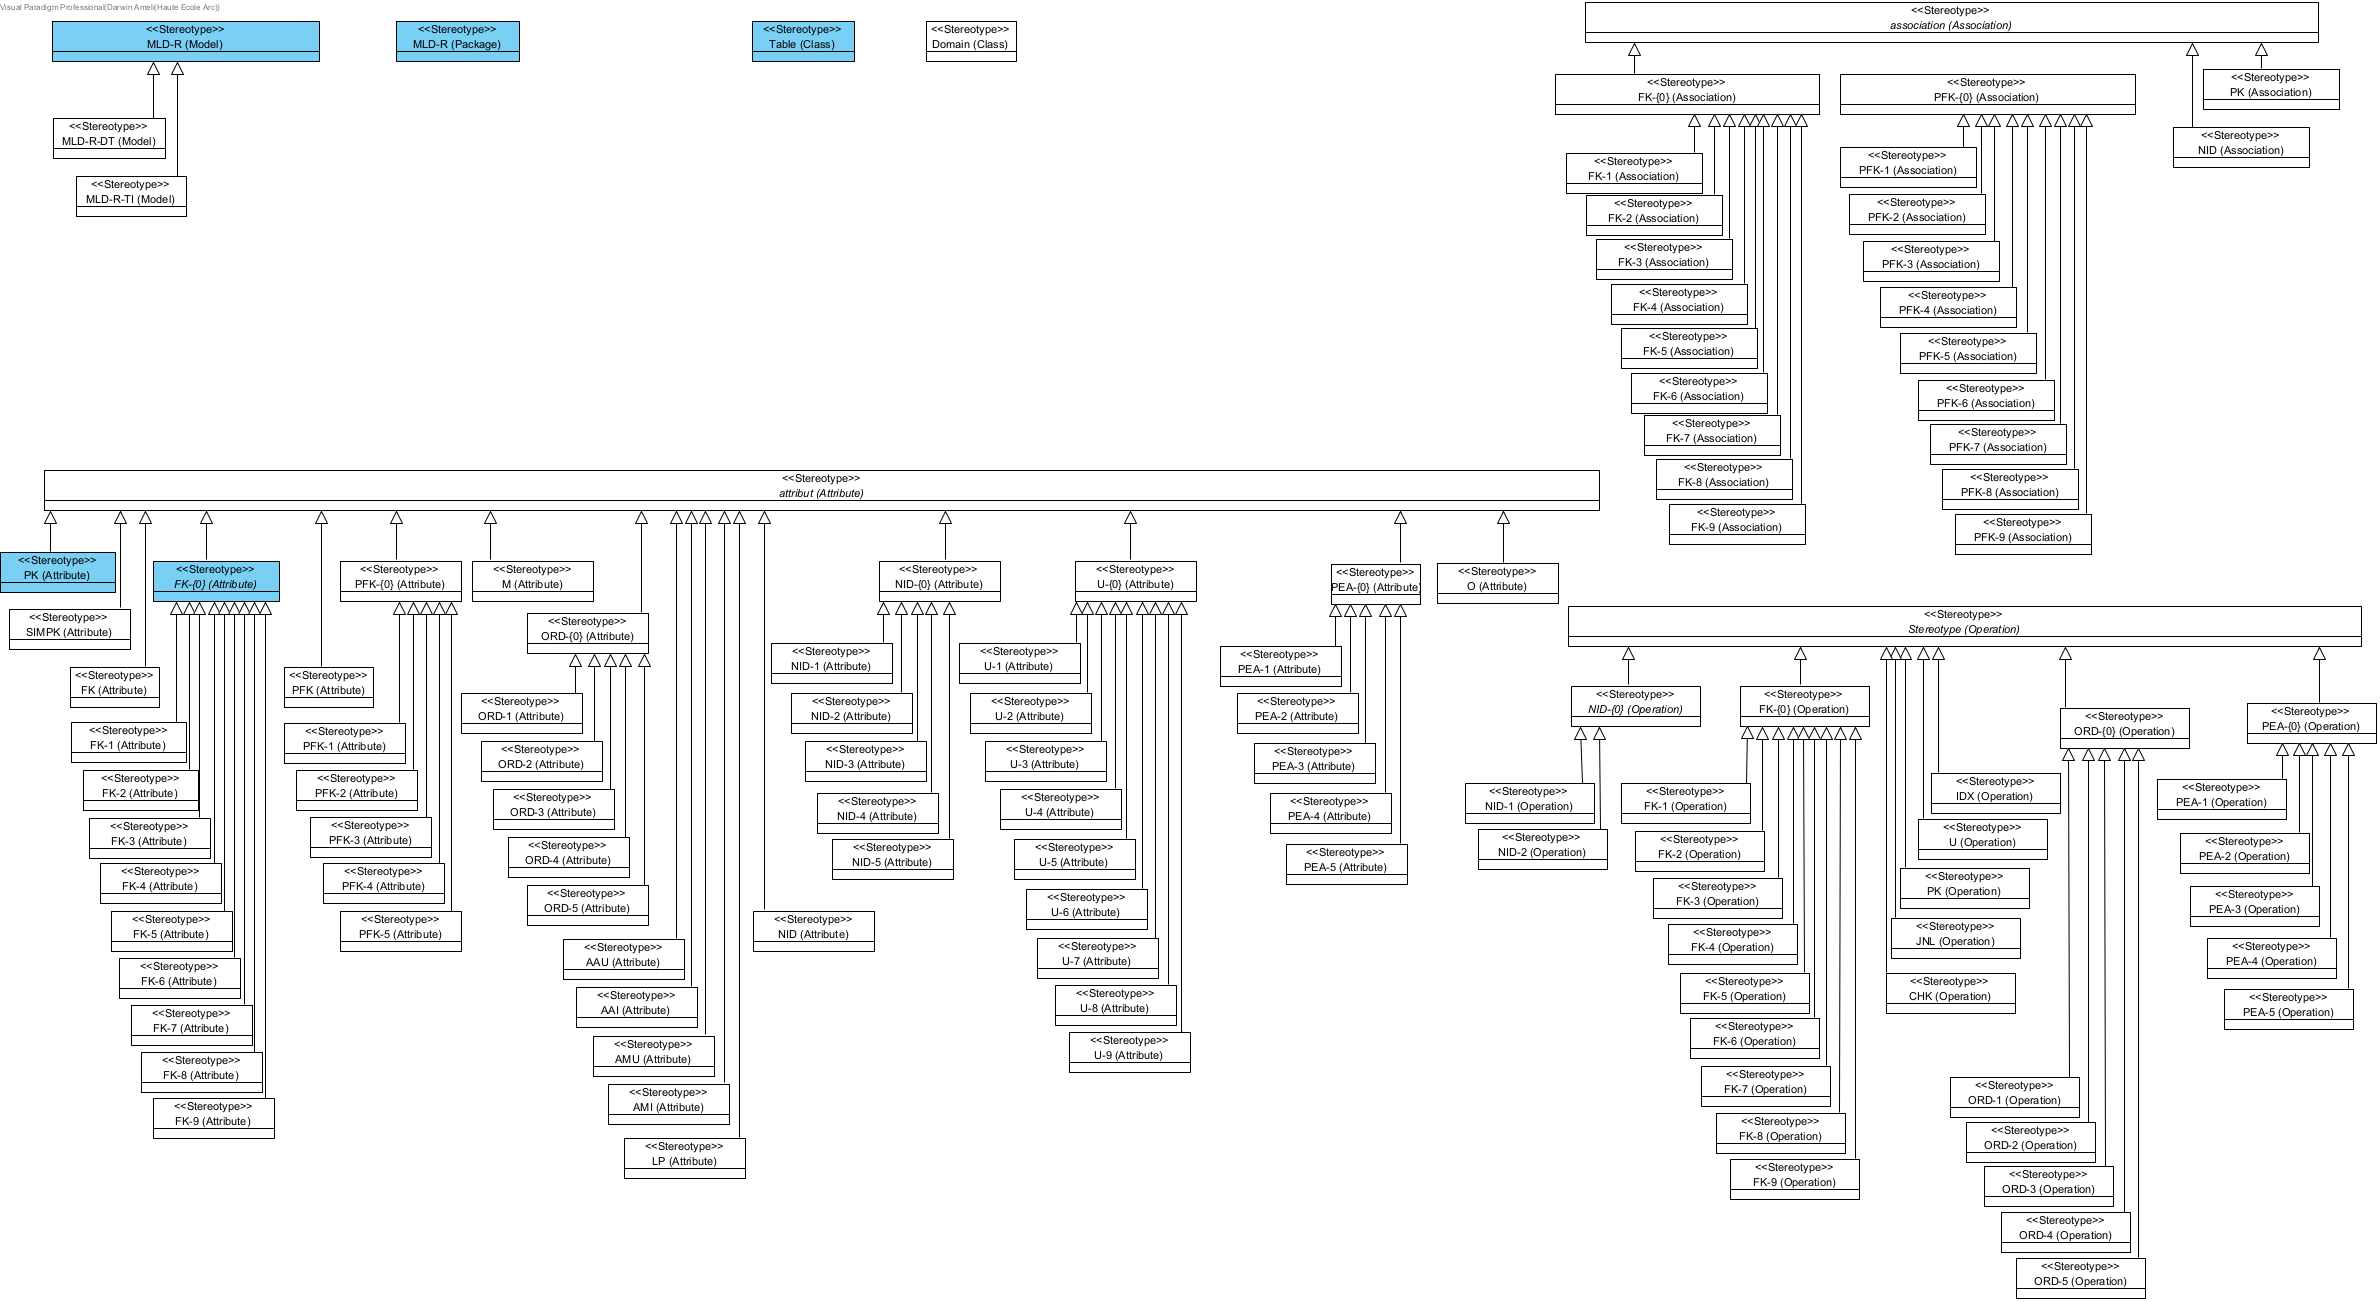 Visual Paradigm Professional(Darwin Ameli(Haute Ecole Arc))
<<Stereotype>>
MLD-R (Model)
<<Stereotype>>
MLD-R (Package)
<<Stereotype>>
Table (Class)
<<Stereotype>>
Domain (Class)
<<Stereotype>>
MLD-R-DT (Model)
<<Stereotype>>
MLD-R-TI (Model)
<<Stereotype>>
association (Association)
<<Stereotype>>
FK-{0} (Association)
<<Stereotype>>
PFK-{0} (Association)
<<Stereotype>>
PK (Association)
<<Stereotype>>
NID (Association)
<<Stereotype>>
FK-1 (Association)
<<Stereotype>>
FK-2 (Association)
<<Stereotype>>
FK-3 (Association)
<<Stereotype>>
FK-4 (Association)
<<Stereotype>>
FK-5 (Association)
<<Stereotype>>
FK-6 (Association)
<<Stereotype>>
FK-7 (Association)
<<Stereotype>>
FK-8 (Association)
<<Stereotype>>
FK-9 (Association)
<<Stereotype>>
PFK-1 (Association)
<<Stereotype>>
PFK-2 (Association)
<<Stereotype>>
PFK-3 (Association)
<<Stereotype>>
PFK-4 (Association)
<<Stereotype>>
PFK-5 (Association)
<<Stereotype>>
PFK-6 (Association)
<<Stereotype>>
PFK-7 (Association)
<<Stereotype>>
PFK-8 (Association)
<<Stereotype>>
PFK-9 (Association)
<<Stereotype>>
attribut (Attribute)
<<Stereotype>>
PK (Attribute)
<<Stereotype>>
SIMPK (Attribute)
<<Stereotype>>
FK (Attribute)
<<Stereotype>>
FK-{0} (Attribute)
<<Stereotype>>
FK-1 (Attribute)
<<Stereotype>>
FK-2 (Attribute)
<<Stereotype>>
FK-3 (Attribute)
<<Stereotype>>
FK-4 (Attribute)
<<Stereotype>>
FK-5 (Attribute)
<<Stereotype>>
FK-6 (Attribute)
<<Stereotype>>
FK-7 (Attribute)
<<Stereotype>>
FK-8 (Attribute)
<<Stereotype>>
FK-9 (Attribute)
<<Stereotype>>
PFK (Attribute)
<<Stereotype>>
PFK-{0} (Attribute)
<<Stereotype>>
PFK-1 (Attribute)
<<Stereotype>>
PFK-2 (Attribute)
<<Stereotype>>
PFK-3 (Attribute)
<<Stereotype>>
PFK-4 (Attribute)
<<Stereotype>>
PFK-5 (Attribute)
<<Stereotype>>
M (Attribute)
<<Stereotype>>
ORD-{0} (Attribute)
<<Stereotype>>
ORD-1 (Attribute)
<<Stereotype>>
ORD-2 (Attribute)
<<Stereotype>>
ORD-3 (Attribute)
<<Stereotype>>
ORD-4 (Attribute)
<<Stereotype>>
ORD-5 (Attribute)
<<Stereotype>>
AAU (Attribute)
<<Stereotype>>
AAI (Attribute)
<<Stereotype>>
AMU (Attribute)
<<Stereotype>>
AMI (Attribute)
<<Stereotype>>
LP (Attribute)
<<Stereotype>>
NID (Attribute)
<<Stereotype>>
NID-{0} (Attribute)
<<Stereotype>>
NID-1 (Attribute)
<<Stereotype>>
NID-2 (Attribute)
<<Stereotype>>
NID-3 (Attribute)
<<Stereotype>>
NID-4 (Attribute)
<<Stereotype>>
NID-5 (Attribute)
<<Stereotype>>
U-{0} (Attribute)
<<Stereotype>>
U-1 (Attribute)
<<Stereotype>>
U-2 (Attribute)
<<Stereotype>>
U-3 (Attribute)
<<Stereotype>>
U-4 (Attribute)
<<Stereotype>>
U-5 (Attribute)
<<Stereotype>>
U-6 (Attribute)
<<Stereotype>>
U-7 (Attribute)
<<Stereotype>>
U-8 (Attribute)
<<Stereotype>>
U-9 (Attribute)
<<Stereotype>>
PEA-{0} (Attribute)
<<Stereotype>>
PEA-1 (Attribute)
<<Stereotype>>
PEA-2 (Attribute)
<<Stereotype>>
PEA-3 (Attribute)
<<Stereotype>>
PEA-4 (Attribute)
<<Stereotype>>
PEA-5 (Attribute)
<<Stereotype>>
O (Attribute)
<<Stereotype>>
Stereotype (Operation)
<<Stereotype>>
NID-{0} (Operation)
<<Stereotype>>
NID-1 (Operation)
<<Stereotype>>
NID-2 (Operation)
<<Stereotype>>
FK-{0} (Operation)
<<Stereotype>>
FK-1 (Operation)
<<Stereotype>>
FK-2 (Operation)
<<Stereotype>>
FK-3 (Operation)
<<Stereotype>>
FK-4 (Operation)
<<Stereotype>>
FK-5 (Operation)
<<Stereotype>>
FK-6 (Operation)
<<Stereotype>>
FK-7 (Operation)
<<Stereotype>>
FK-8 (Operation)
<<Stereotype>>
FK-9 (Operation)
<<Stereotype>>
IDX (Operation)
<<Stereotype>>
U (Operation)
<<Stereotype>>
PK (Operation)
<<Stereotype>>
JNL (Operation)
<<Stereotype>>
CHK (Operation)
<<Stereotype>>
ORD-{0} (Operation)
<<Stereotype>>
ORD-1 (Operation)
<<Stereotype>>
ORD-2 (Operation)
<<Stereotype>>
ORD-3 (Operation)
<<Stereotype>>
ORD-4 (Operation)
<<Stereotype>>
ORD-5 (Operation)
<<Stereotype>>
PEA-{0} (Operation)
<<Stereotype>>
PEA-1 (Operation)
<<Stereotype>>
PEA-2 (Operation)
<<Stereotype>>
PEA-3 (Operation)
<<Stereotype>>
PEA-4 (Operation)
<<Stereotype>>
PEA-5 (Operation)